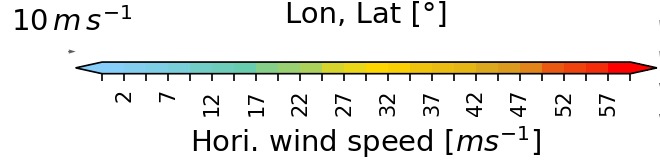 10 m s⁻¹
Lon, Lat [°]
2 7 12 17 22 27 32 37 42 47 52 57
Hori. wind speed [ms⁻¹]